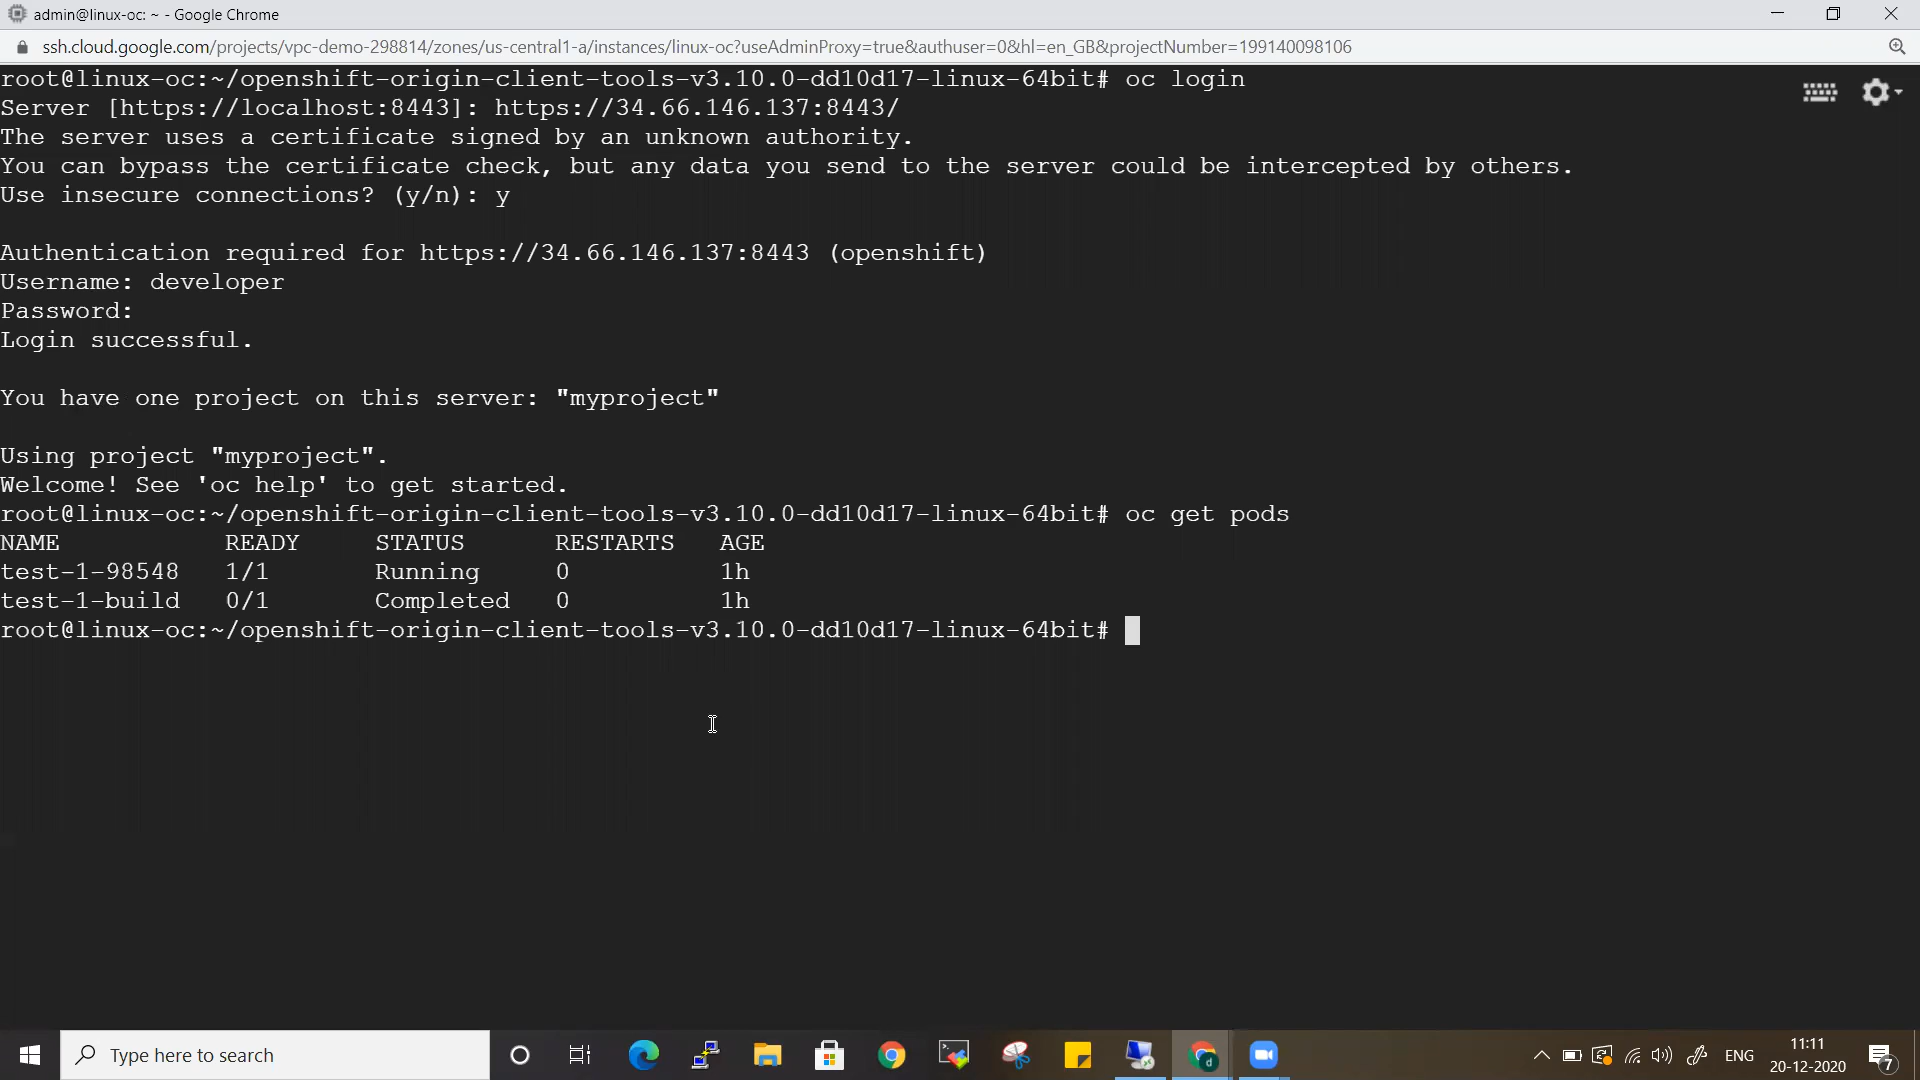 admin@linux-oc: ~ - Google Chrome
ssh.cloud.google.com/projects/vpc-demo-298814/zones/us-central1-a/instances/linux-oc?useAdminProxy=true&authuser=0&hl=en_GB&projectNumber=199140098106
root@linux-oc:~/openshift-origin-client-tools-v3.10.0-dd10d17-linux-64bit# oc login
Server [https://localhost:8443]: https://34.66.146.137:8443/
The server uses a certificate signed by an unknown authority.
You can bypass the certificate check, but any data you send to the server could be intercepted by others.
Use insecure connections? (y/n): y
Authentication required for https://34.66.146.137:8443 (openshift)
Username: developer
Password:
Login successful.
You have one project on this server: "myproject"
Using project "myproject".
Welcome! See 'oc help' to get started.
root@linux-oc:~/openshift-origin-client-tools-v3.10.0-dd10d17-linux-64bit# oc get pods
NAME READY STATUS RESTARTS AGE
test-1-98548 1/1 Running 0 1h
test-1-build 0/1 Completed 0 1h
root@linux-oc:~/openshift-origin-client-tools-v3.10.0-dd10d17-linux-64bit#
Type here to search
ENG
11:11
20-12-2020
7